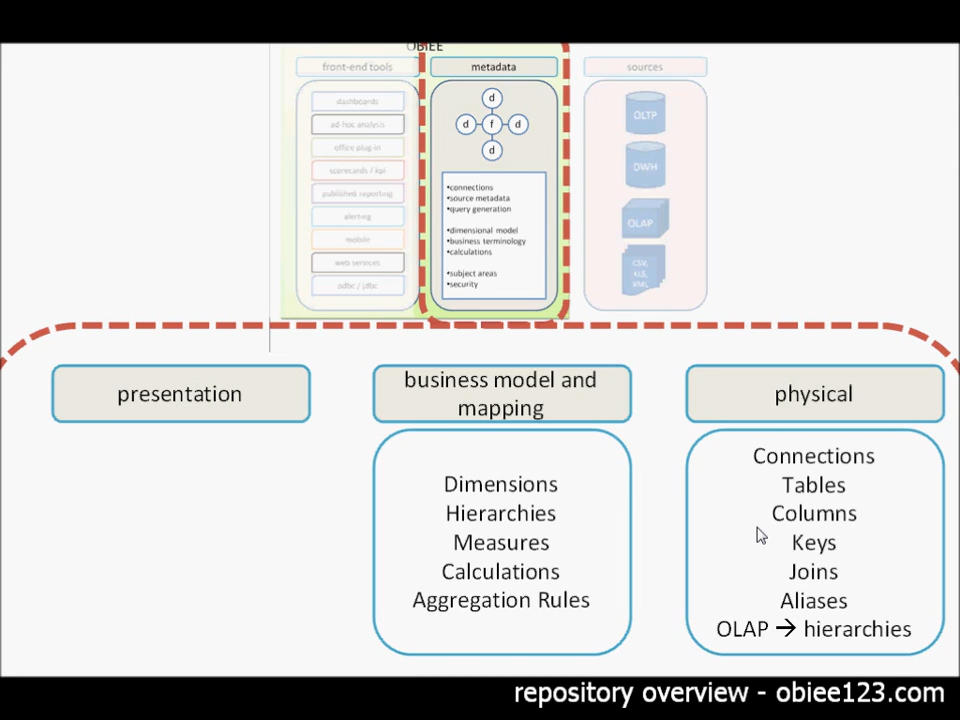 OBIEE
front-end tools
metadata
sources
dashboards
ad-hoc analysis
office plug-in
scorecards / kpi
published reporting
alerting
mobile
web services
odbc / jdbc
d
d f d
d
•connections
•source metadata
•query generation
•dimensional model
•business terminology
•calculations
•subject areas
•security
OLTP
DWH
OLAP
CSV,
XLS,
XML
presentation
business model and
mapping
physical
Dimensions
Hierarchies
Measures
Calculations
Aggregation Rules
Connections
Tables
Columns
Keys
Joins
Aliases
OLAP → hierarchies
repository overview - obiee123.com